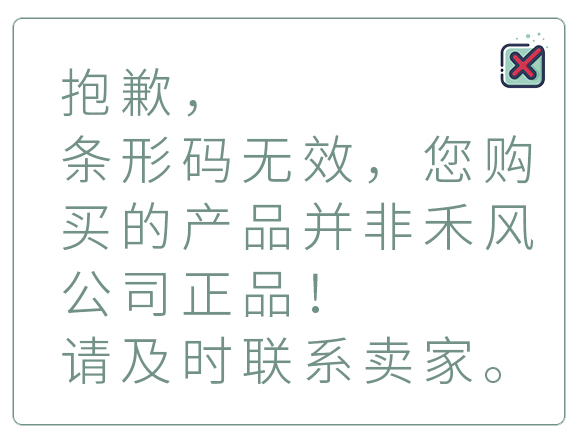 抱歉，
条形码无效，您购
买的产品并非禾风
公司正品！
请及时联系卖家。